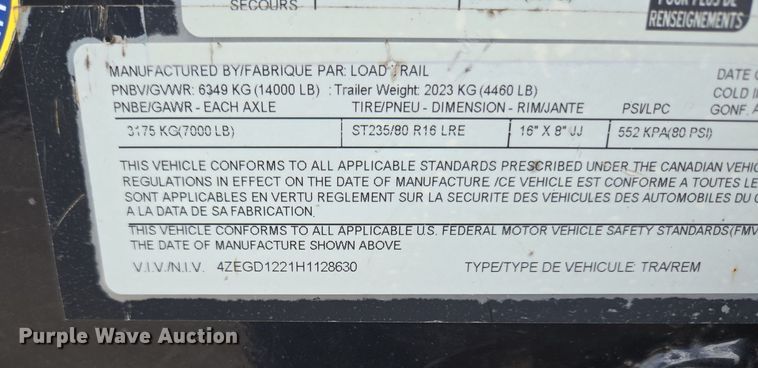 SECOURS
POUR PLUS DE
RENSEIGNEMENTS
MANUFACTURED BY/FABRIQUE PAR: LOAD TRAIL
PNBV/GVWR: 6349 KG (14000 LB) : Trailer Weight: 2023 KG (4460 LB)
DATE
PNBE/GAWR - EACH AXLE TIRE/PNEU - DIMENSION - RIM/JANTE PSI/LPC
COLD
GONF.
3175 KG(7000 LB) ST235/80 R16 LRE 16" X 8" JJ 552 KPA(80 PSI)
THIS VEHICLE CONFORMS TO ALL APPLICABLE STANDARDS PRESCRIBED UNDER THE CANADIAN
REGULATIONS IN EFFECT ON THE DATE OF MANUFACTURE /CE VEHICLE EST CONFORME A TOUTES
SONT APPLICABLES EN VERTU REGLEMENT SUR LA SECURITE DES VEHICULES DES AUTOMOBILES DU
A LA DATA DE SA FABRICATION.
THIS VEHICLE CONFORMS TO ALL APPLICABLE U.S. FEDERAL MOTOR VEHICLE SAFETY STANDARDS(FMV
THE DATE OF MANUFACTURE SHOWN ABOVE
V.I.V./N.I.V. 4ZEGD1221H1128630 TYPE/TYPE DE VEHICULE: TRA/REM
Purple Wave Auction